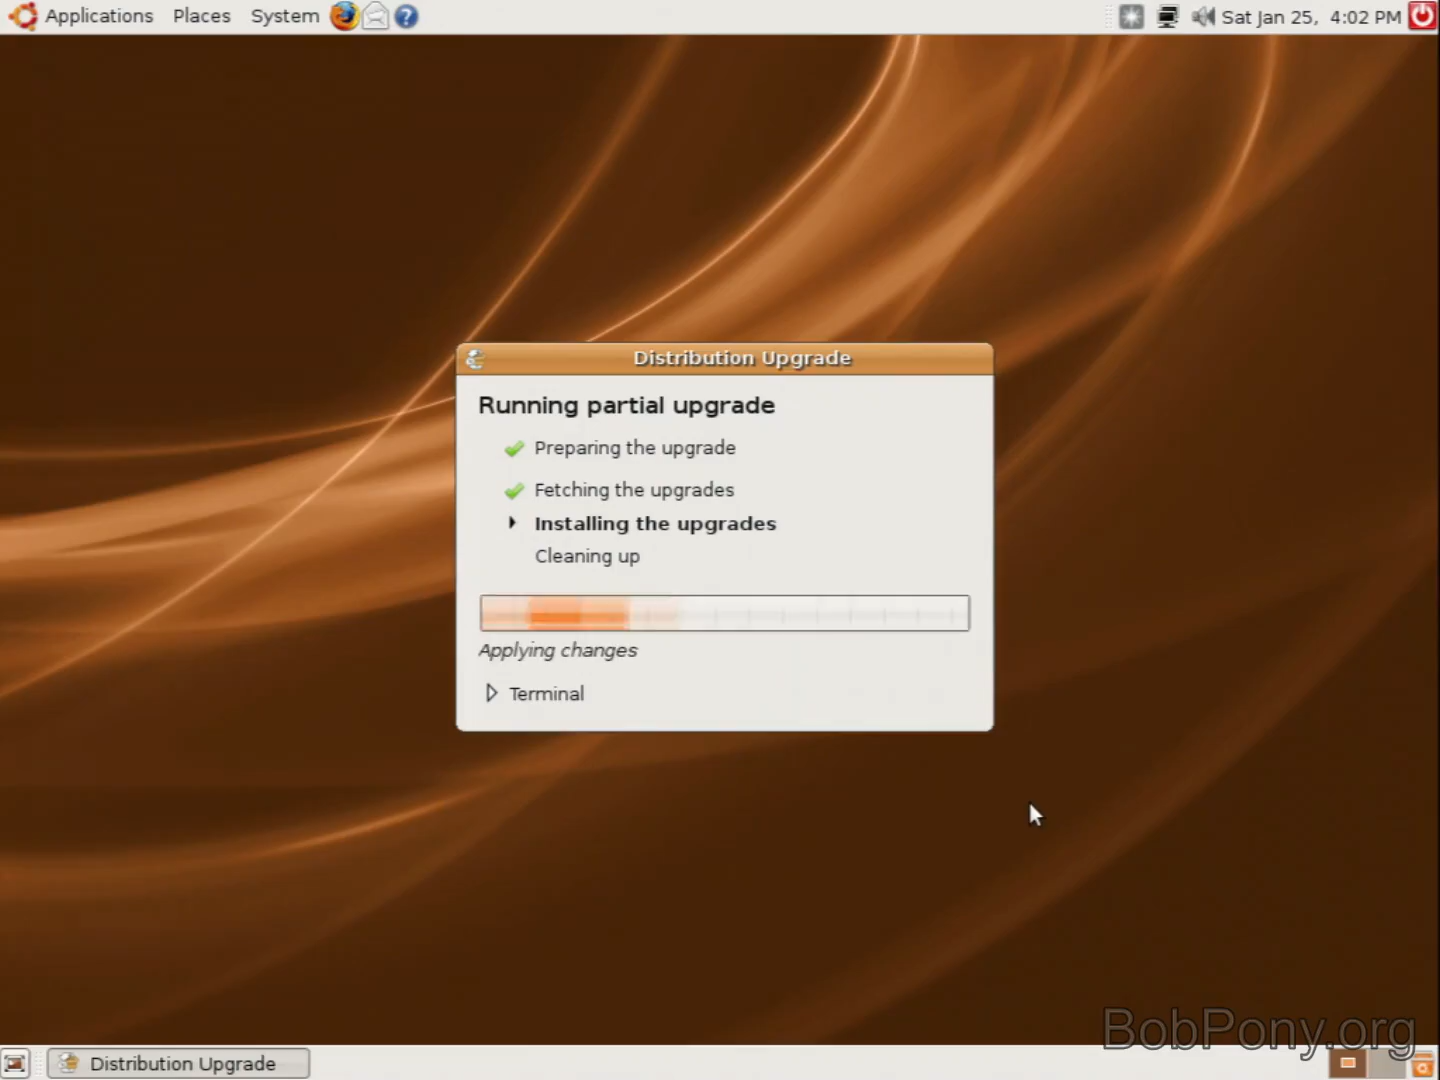 Applications Places System Sat Jan 25, 4:02 PM
Distribution Upgrade
Running partial upgrade
Preparing the upgrade
Fetching the upgrades
Installing the upgrades
Cleaning up
Applying changes
Terminal
BobPony.org
Distribution Upgrade